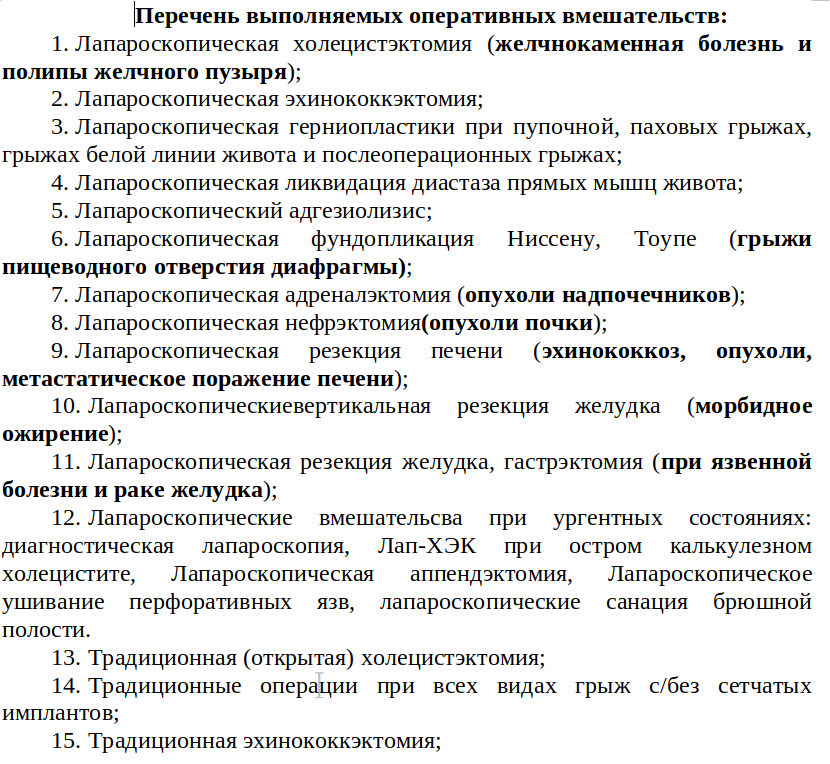 Перечень выполняемых оперативных вмешательств:
1. Лапароскопическая холецистэктомия (желчнокаменная болезнь и
полипы желчного пузыря);
2. Лапароскопическая эхинококкэктомия;
3. Лапароскопическая герниопластики при пупочной, паховых грыжах,
грыжах белой линии живота и послеоперационных грыжах;
4. Лапароскопическая ликвидация диастаза прямых мышц живота;
5. Лапароскопический адгезиолизис;
6. Лапароскопическая фундопликация Ниссену, Тоупе (грыжи
пищеводного отверстия диафрагмы);
7. Лапароскопическая адреналэктомия (опухоли надпочечников);
8. Лапароскопическая нефрэктомия(опухоли почки);
9. Лапароскопическая резекция печени (эхинококкоз, опухоли,
метастатическое поражение печени);
10. Лапароскопическиевертикальная резекция желудка (морбидное
ожирение);
11. Лапароскопическая резекция желудка, гастрэктомия (при язвенной
болезни и раке желудка);
12. Лапароскопические вмешательсва при ургентных состояниях:
диагностическая лапароскопия, Лап-ХЭК при остром калькулезном
холецистите, Лапароскопическая аппендэктомия, Лапароскопическое
ушивание перфоративных язв, лапароскопические санация брюшной
полости.
13. Традиционная (открытая) холецистэктомия;
14. Традиционные операции при всех видах грыж с/без сетчатых
имплантов;
15. Традиционная эхинококкэктомия;